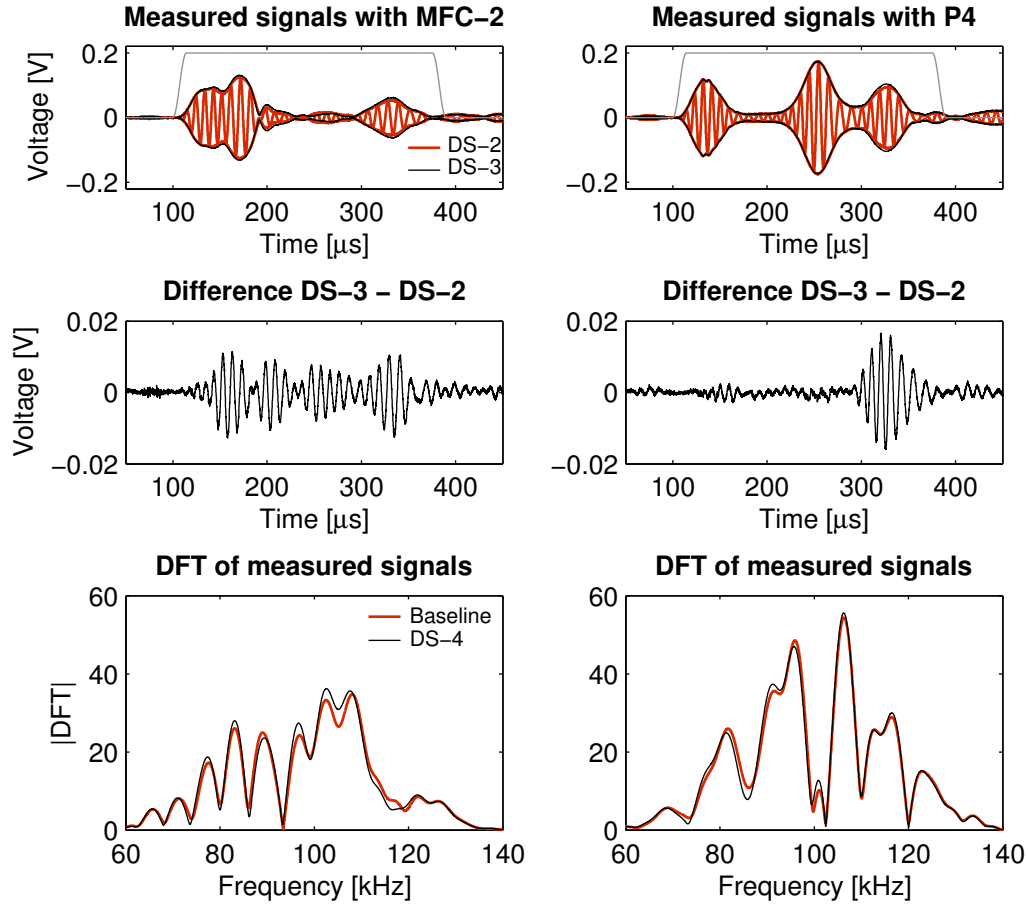 Measured signals with MFC−2
Voltage [V]
0.2
0
−0.2
DS−2
DS−3
100
200
300
400
Time [µs]
Measured signals with P4
0.2
0
−0.2
100
200
300
400
Time [µs]
Difference DS−3 − DS−2
Voltage [V]
0.02
0
−0.02
100
200
300
400
Time [µs]
Difference DS−3 − DS−2
0.02
0
−0.02
100
200
300
400
Time [µs]
DFT of measured signals
|DFT|
60
40
20
0
Baseline
DS−4
60
80
100
120
140
Frequency [kHz]
DFT of measured signals
60
40
20
0
60
80
100
120
140
Frequency [kHz]